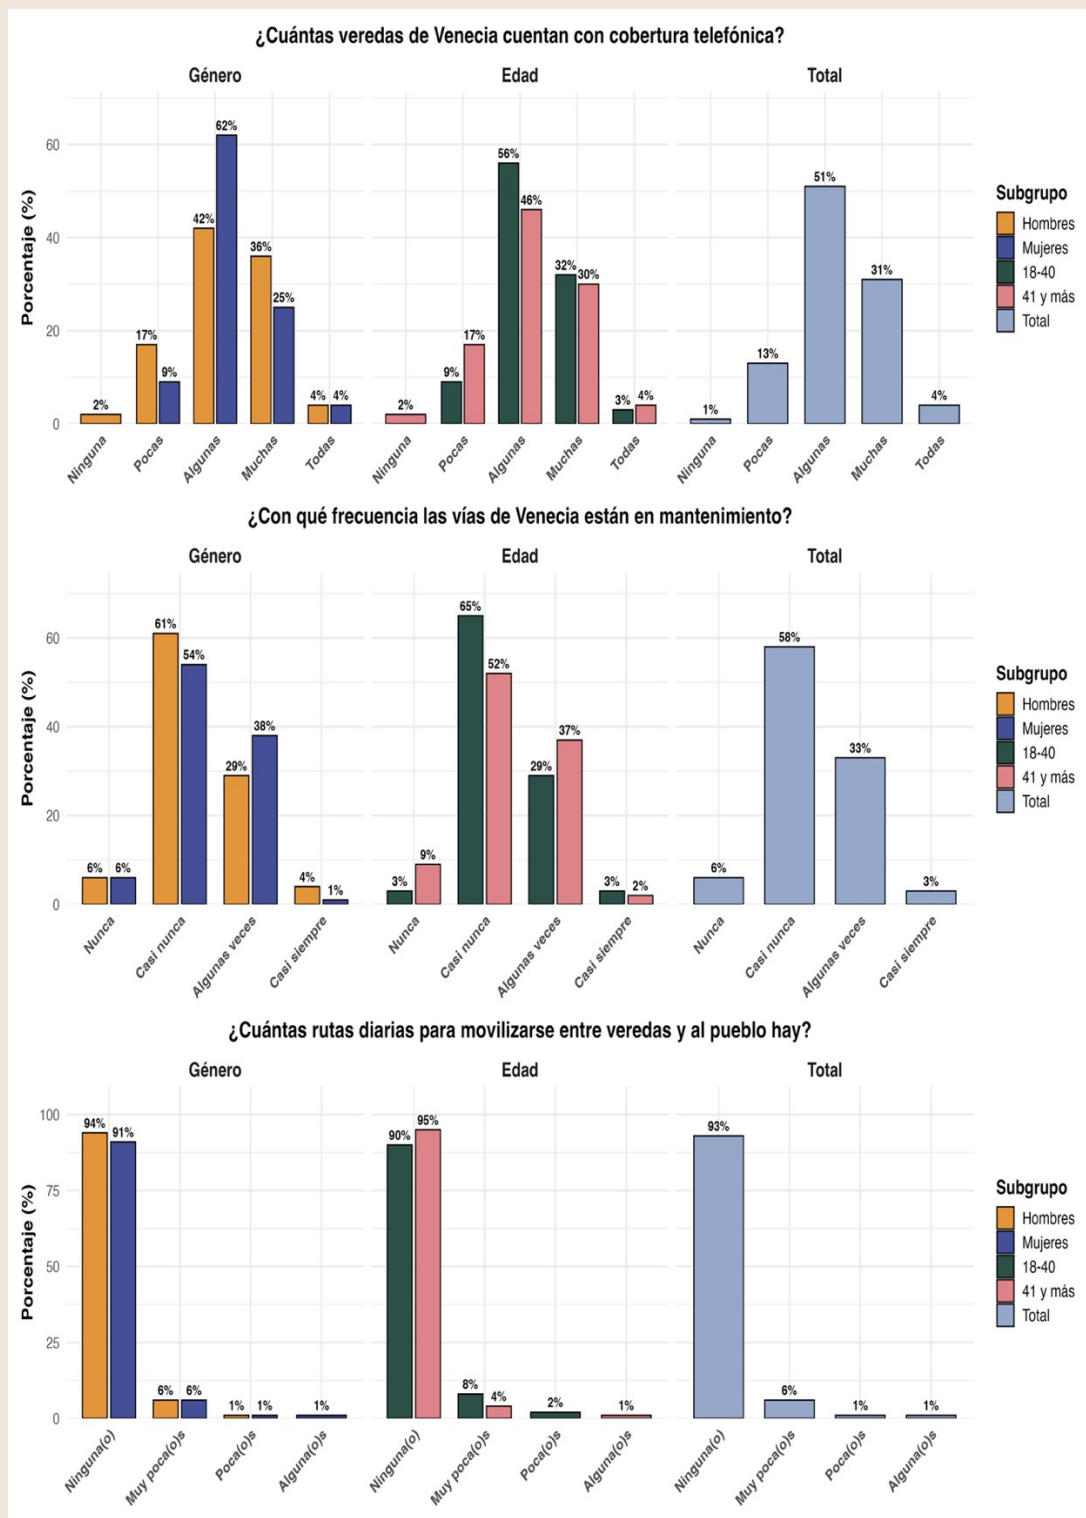 ¿Cuántas veredas de Venecia cuentan con cobertura telefónica?
Género Edad Total
Porcentaje (%)
60
40
20
0
2% 17% 9% 42% 62% 36% 25% 4% 4%
2% 9% 17% 56% 46% 32% 30% 3% 4%
1% 13% 51% 31% 4%
Ninguna Pocas Algunas Muchas Todas
Ninguna Pocas Algunas Muchas Todas
Ninguna Pocas Algunas Muchas Todas
Subgrupo
Hombres
Mujeres
18-40
41 y más
Total
¿Con qué frecuencia las vías de Venecia están en mantenimiento?
Género Edad Total
Porcentaje (%)
60
40
20
0
6% 6% 61% 54% 29% 38% 4% 1%
3% 9% 65% 52% 29% 37% 3% 2%
6% 58% 33% 3%
Nunca Casi nunca Algunas veces Casi siempre
Nunca Casi nunca Algunas veces Casi siempre
Nunca Casi nunca Algunas veces Casi siempre
Subgrupo
Hombres
Mujeres
18-40
41 y más
Total
¿Cuántas rutas diarias para movilizarse entre veredas y al pueblo hay?
Género Edad Total
Porcentaje (%)
100
75
50
25
0
94% 91% 6% 6% 1% 1% 1%
90% 95% 8% 4% 2% 1%
93% 6% 1% 1%
Ninguna(o) Muy poca(o)s Poca(o)s Alguna(o)s
Ninguna(o) Muy poca(o)s Poca(o)s Alguna(o)s
Ninguna(o) Muy poca(o)s Poca(o)s Alguna(o)s
Subgrupo
Hombres
Mujeres
18-40
41 y más
Total